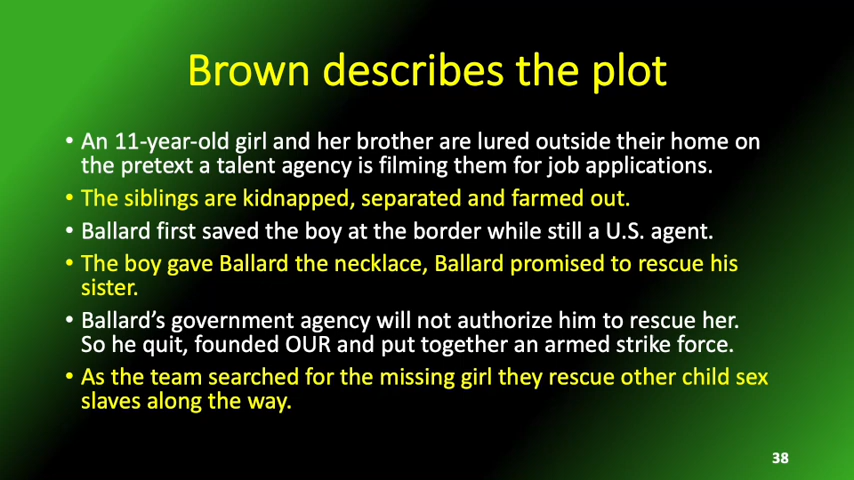 Brown describes the plot
• An 11-year-old girl and her brother are lured outside their home on
the pretext a talent agency is filming them for job applications.
• The siblings are kidnapped, separated and farmed out.
• Ballard first saved the boy at the border while still a U.S. agent.
• The boy gave Ballard the necklace, Ballard promised to rescue his
sister.
• Ballard’s government agency will not authorize him to rescue her.
So he quit, founded OUR and put together an armed strike force.
• As the team searched for the missing girl they rescue other child sex
slaves along the way.
38